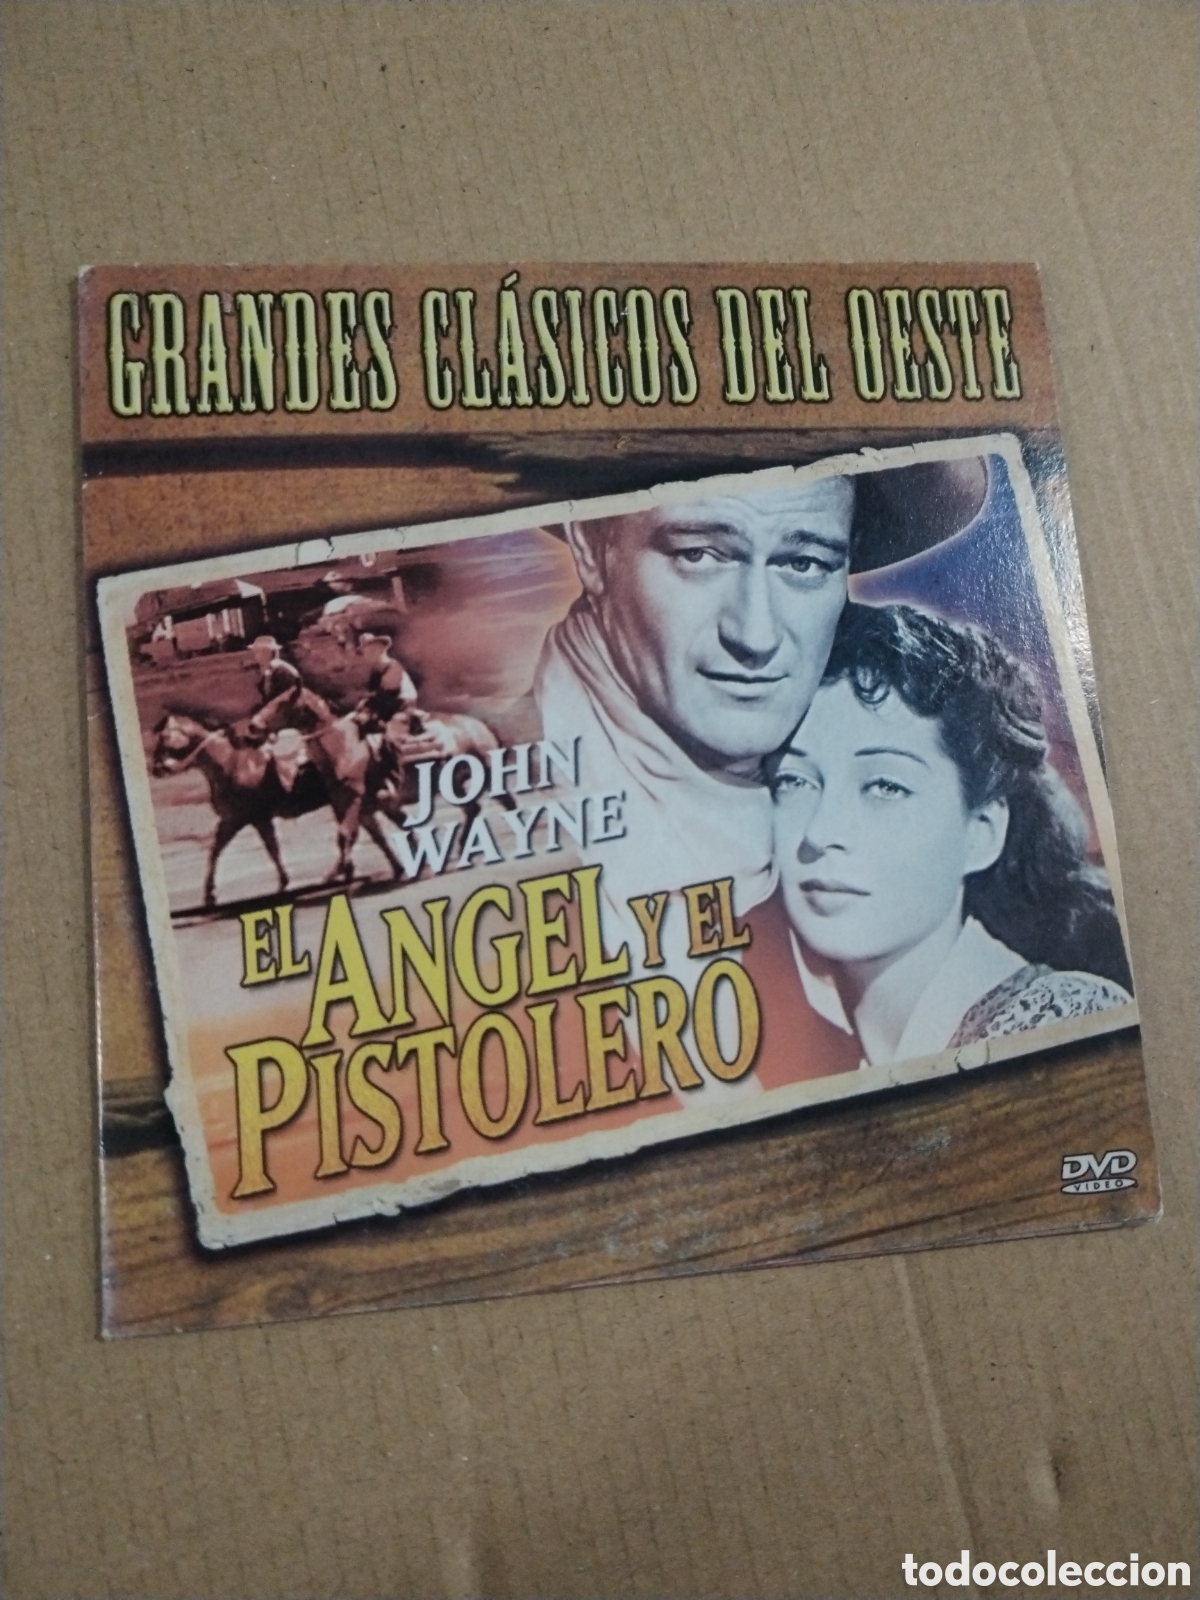 GRANDES CLÁSICOS DEL OESTE
JOHN
WAYNE
EL ANGEL Y EL
PISTOLERO
DVD
VIDEO
todocoleccion